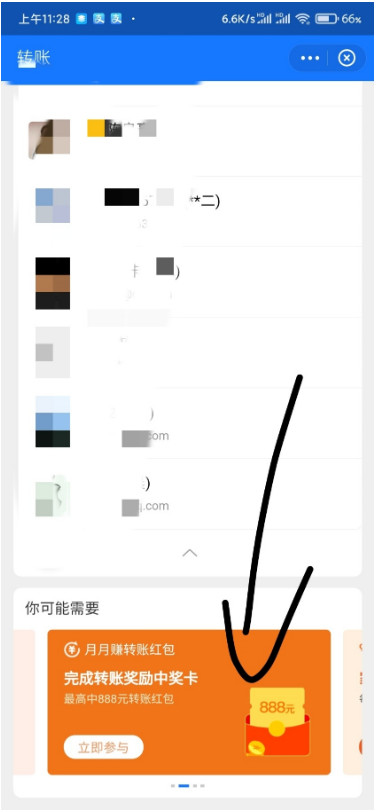 上午11:28
6.6K/s
66%
转账
**二)
)
)
com
)
.com
你可能需要
月月赚转账红包
完成转账奖励中奖卡
最高中888元转账红包
888元
立即参与